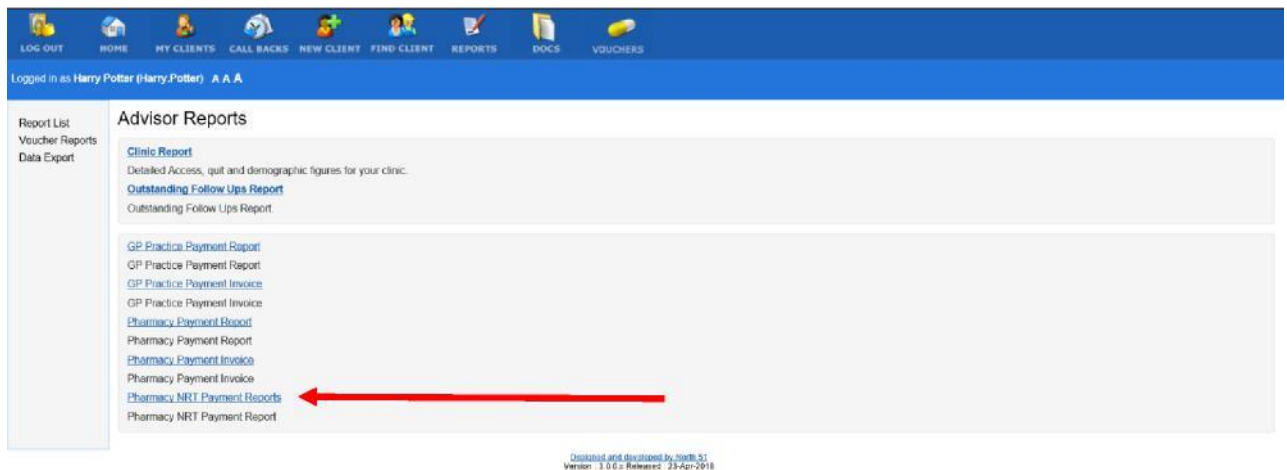 LOG OUT HOME MY CLIENTS CALL BACKS NEW CLIENT FIND CLIENT REPORTS DOCS VOUCHERS
Logged in as Harry Potter (Harry.Potter) A A A
Report List
Voucher Reports
Data Export
Advisor Reports
Clinic Report
Detailed Access, quit and demographic figures for your clinic.
Outstanding Follow Ups Report
Outstanding Follow Ups Report.
GP Practice Payment Report
GP Practice Payment Report
GP Practice Payment Invoice
GP Practice Payment Invoice
Pharmacy Payment Report
Pharmacy Payment Report
Pharmacy Payment Invoice
Pharmacy Payment Invoice
Pharmacy NRT Payment Reports
Pharmacy NRT Payment Report
Designed and developed by North 51
Version : 3.0.0.x Released : 23-Apr-2018